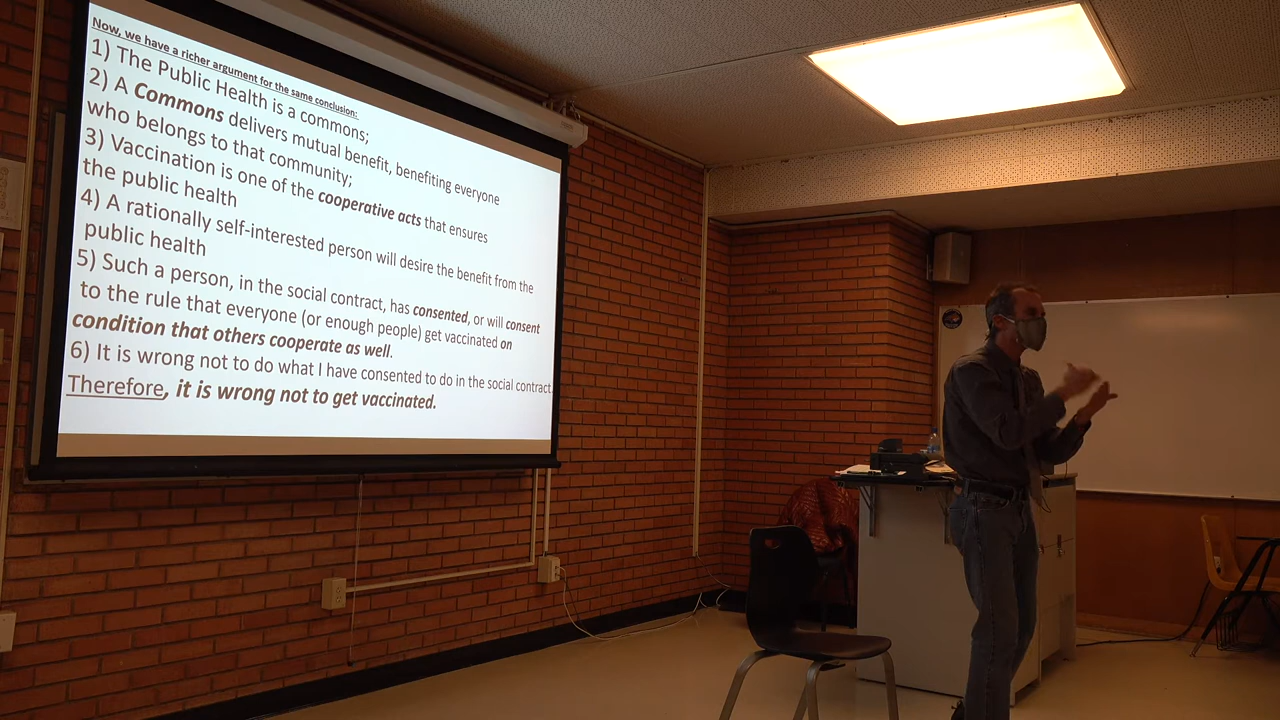 Now, we have a richer argument for the same conclusion:
1) The Public Health is a commons;
2) A Commons delivers mutual benefit, benefiting everyone
who belongs to that community;
3) Vaccination is one of the cooperative acts that ensures
the public health
4) A rationally self-interested person will desire the benefit from the
public health
5) Such a person, in the social contract, has consented, or will consent
to the rule that everyone (or enough people) get vaccinated on
condition that others cooperate as well.
6) It is wrong not to do what I have consented to do in the social contract.
Therefore, it is wrong not to get vaccinated.